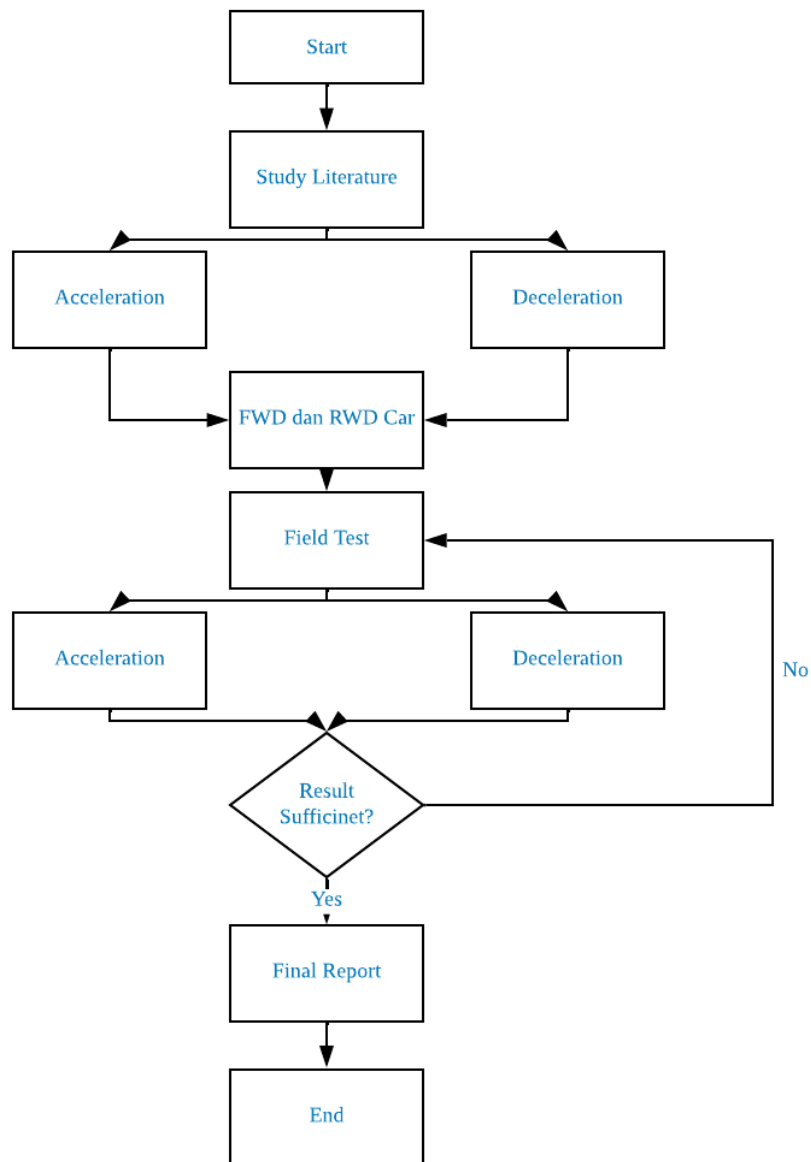 Start
Study Literature
Acceleration
Deceleration
FWD dan RWD Car
Field Test
Acceleration
Deceleration
No
Result
Sufficinet?
Yes
Final Report
End